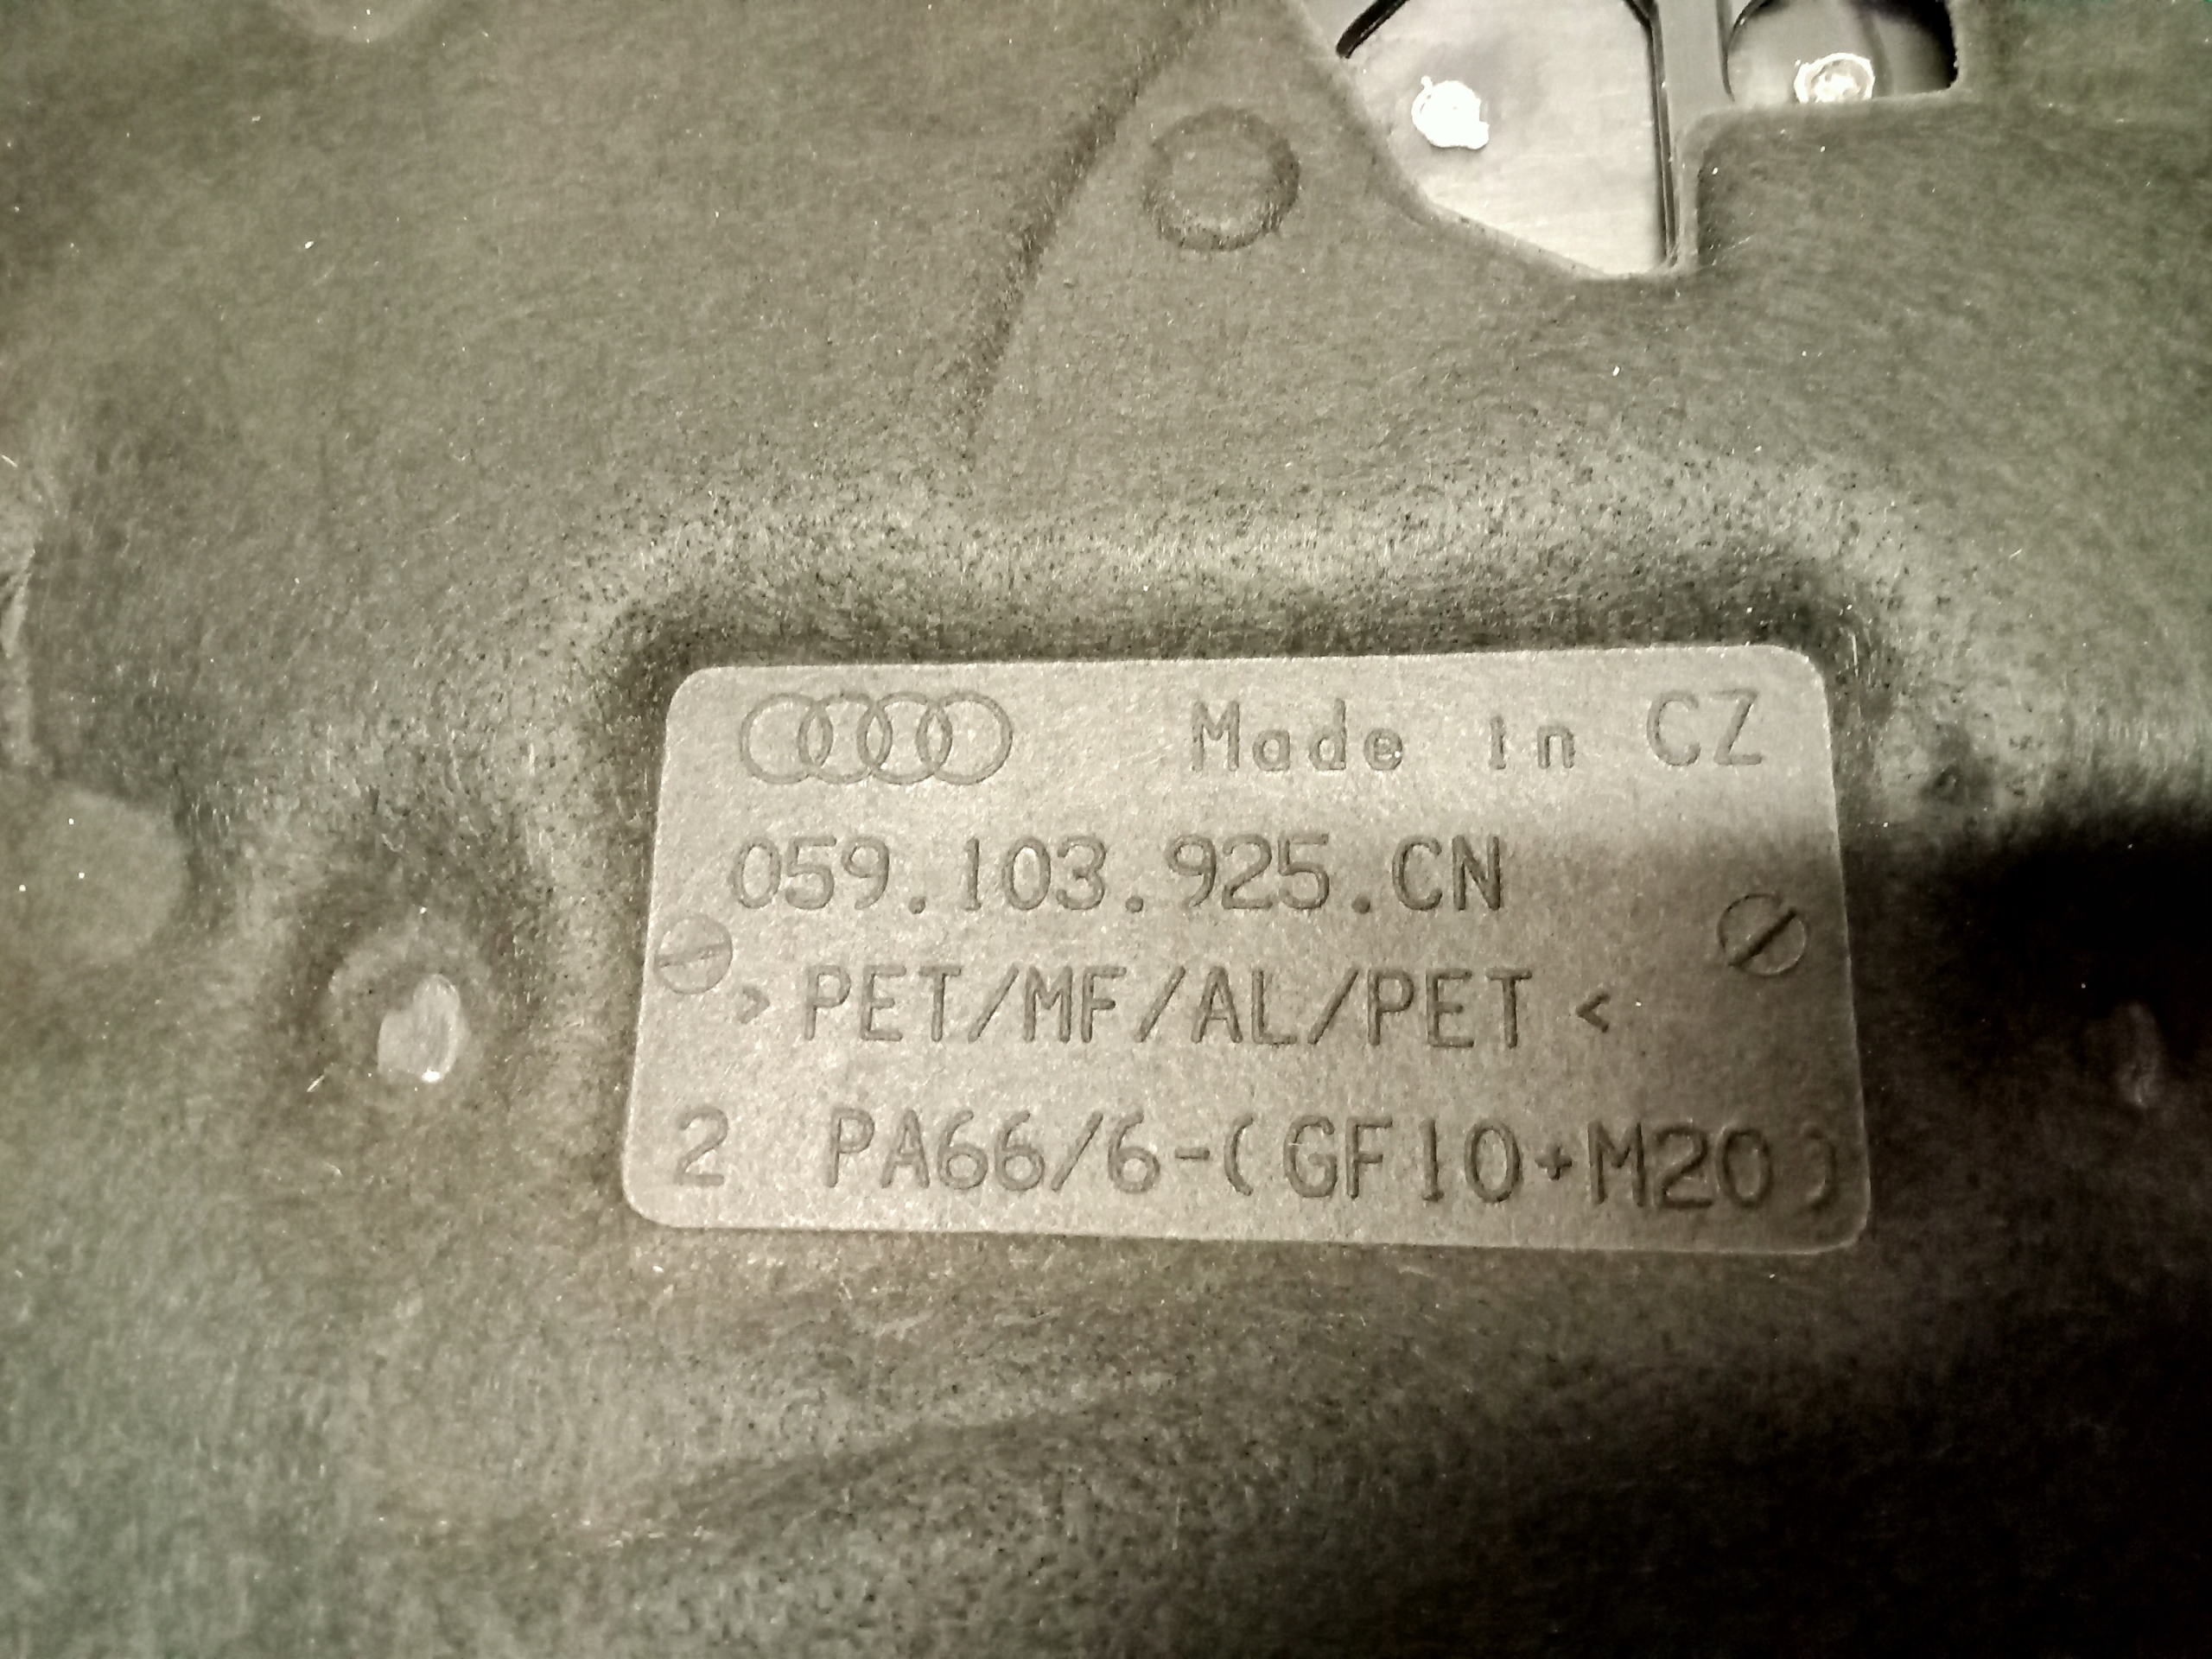 Made in CZ
059.103.925.CN
> PET/MF/AL/PET <
2 PA66/6-(GF10+M20)